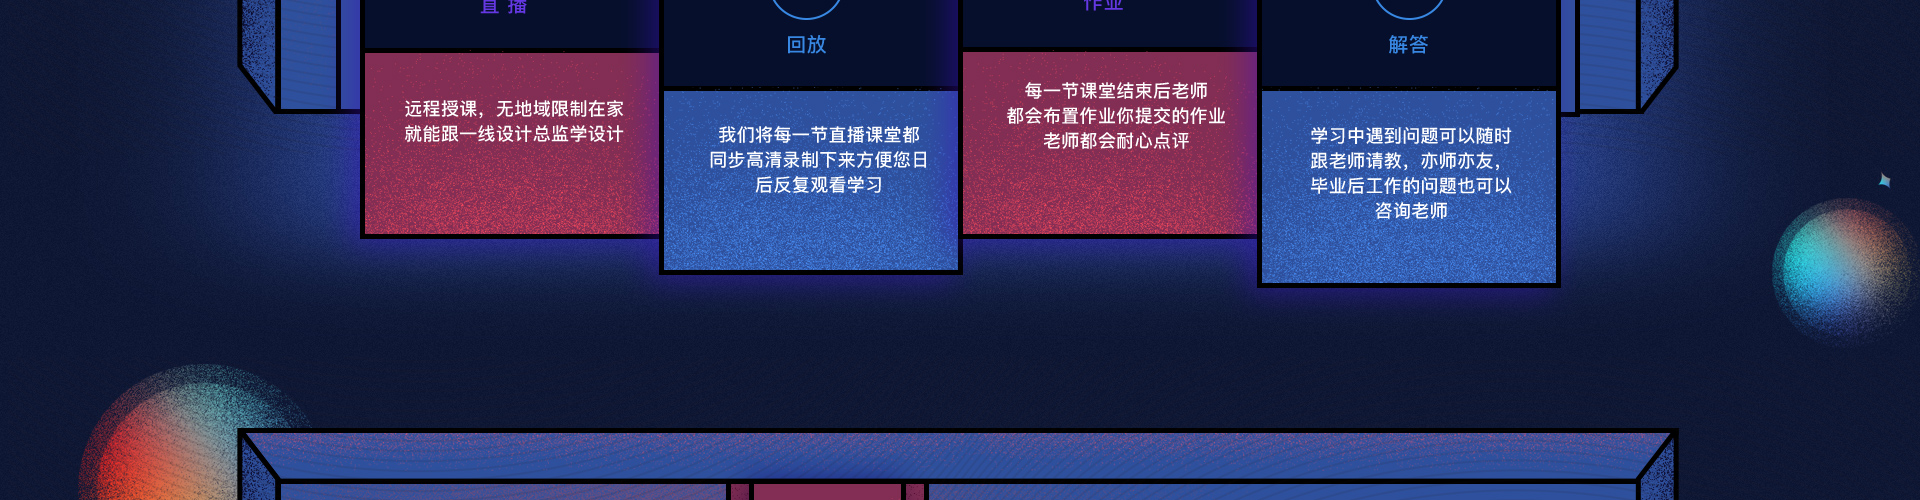 直 播
远程授课，无地域限制在家
就能跟一线设计总监学设计
回放
我们将每一节直播课堂都
同步高清录制下来方便您日
后反复观看学习
作业
每一节课堂结束后老师
都会布置作业你提交的作业
老师都会耐心点评
解答
学习中遇到问题可以随时
跟老师请教，亦师亦友，
毕业后工作的问题也可以
咨询老师